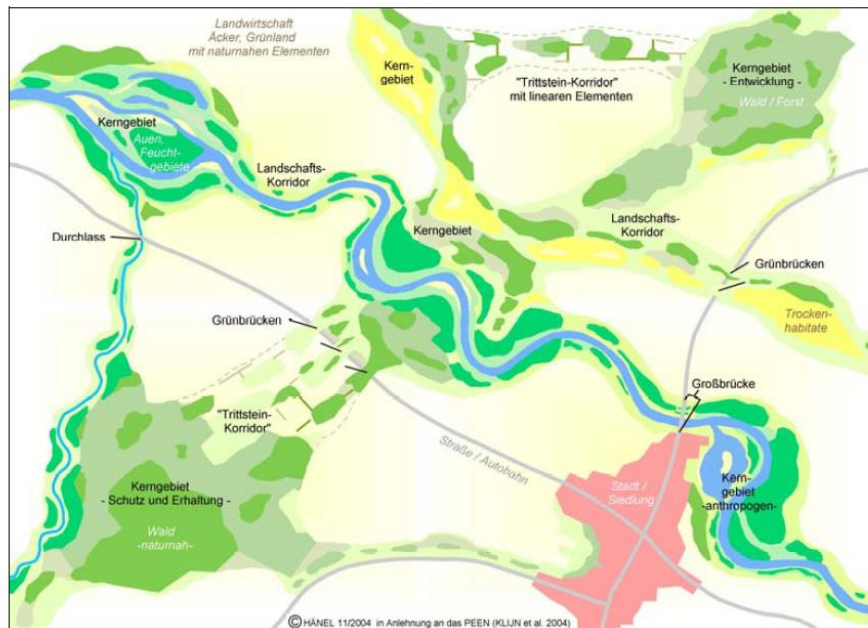 Landwirtschaft
Äcker, Grünland
mit naturnahen Elementen
Kern-
gebiet
"Trittstein-Korridor"
mit linearen Elementen
Kerngebiet
- Entwicklung -
Wald / Forst
Kerngebiet
Auen,
Feucht-
gebiete
Landschafts-
Korridor
Durchlass
Kerngebiet
Landschafts-
Korridor
Grünbrücken
Trocken-
habitate
Grünbrücken
"Trittstein-
Korridor"
Großbrücke
Straße / Autobahn
Stadt /
Siedlung
Kern-
gebiet
-anthropogen-
Kerngebiet
- Schutz und Erhaltung -
Wald
-naturnah-
© HÄNEL 11/2004 in Anlehnung an das PEEN (KLIJN et al. 2004)